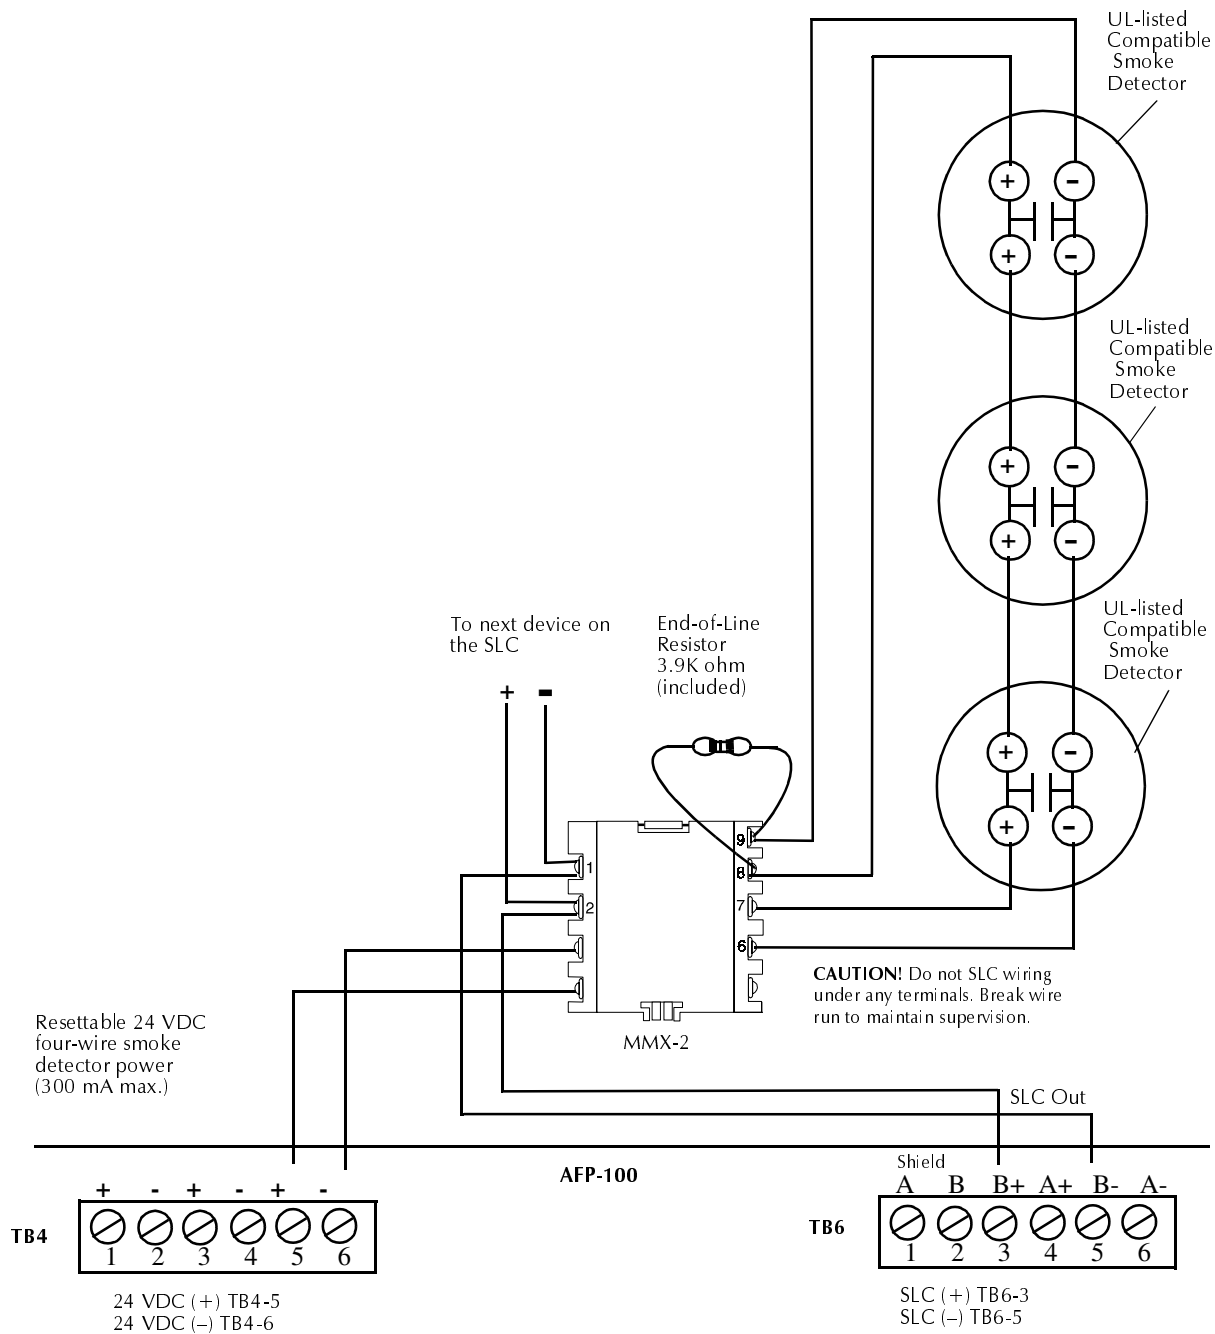 UL-listed
Compatible
Smoke
Detector
+ -
+ -
UL-listed
Compatible
Smoke
Detector
+ -
+ -
UL-listed
Compatible
Smoke
Detector
+ -
+ -
To next device on
the SLC
+ -
End-of-Line
Resistor
3.9K ohm
(included)
1
2
9
8
7
6
MMX-2
CAUTION! Do not SLC wiring
under any terminals. Break wire
run to maintain supervision.
Resettable 24 VDC
four-wire smoke
detector power
(300 mA max.)
SLC Out
AFP-100
+ - + - + -
TB4
1 2 3 4 5 6
24 VDC (+) TB4-5
24 VDC (–) TB4-6
Shield
A B B+ A+ B- A-
TB6
1 2 3 4 5 6
SLC (+) TB6-3
SLC (–) TB6-5